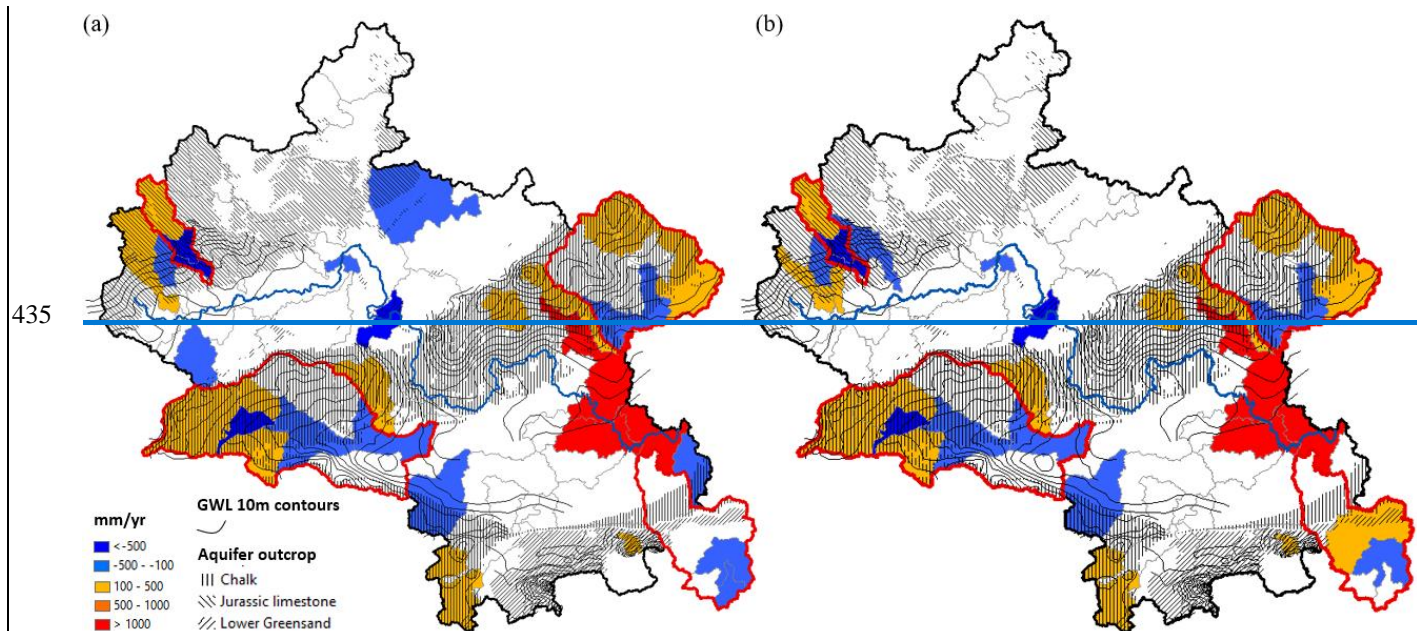 (a)
(b)
435
mm/yr
<-500
-500 - -100
100 - 500
500 - 1000
> 1000
GWL 10m contours
Aquifer outcrop
Chalk
Jurassic limestone
Lower Greensand